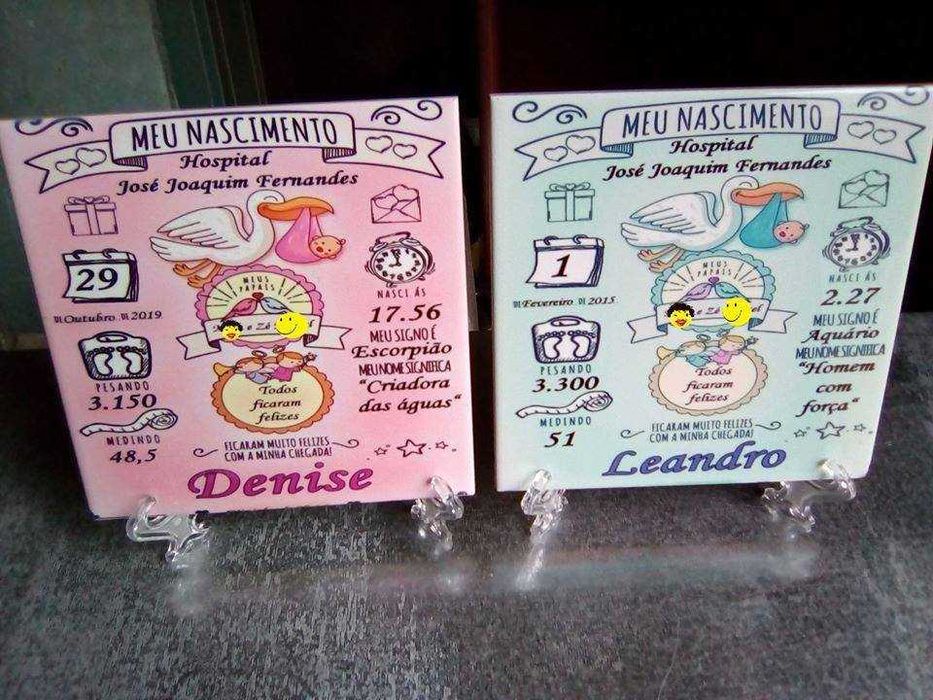 MEU NASCIMENTO
Hospital
José Joaquim Fernandes
29
DE Outubro DE 2019
MEUS
PAPAIS
e Zé
NASCI ÁS
17.56
MEU SIGNO É
Escorpião
MEU NOME SIGNIFICA
"Criadora
das águas"
PESANDO
3.150
MEDINDO
48,5
Todos
ficaram
felizes
FICARAM MUITO FELIZES
COM A MINHA CHEGADA!
Denise
MEU NASCIMENTO
Hospital
José Joaquim Fernandes
1
DE Fevereiro DE 2015
MEUS
PAPAIS
e Zé
NASCI ÁS
2.27
MEU SIGNO É
Aquário
MEU NOME SIGNIFICA
"Homem
com
força"
PESANDO
3.300
MEDINDO
51
Todos
ficaram
felizes
FICARAM MUITO FELIZES
COM A MINHA CHEGADA!
Leandro